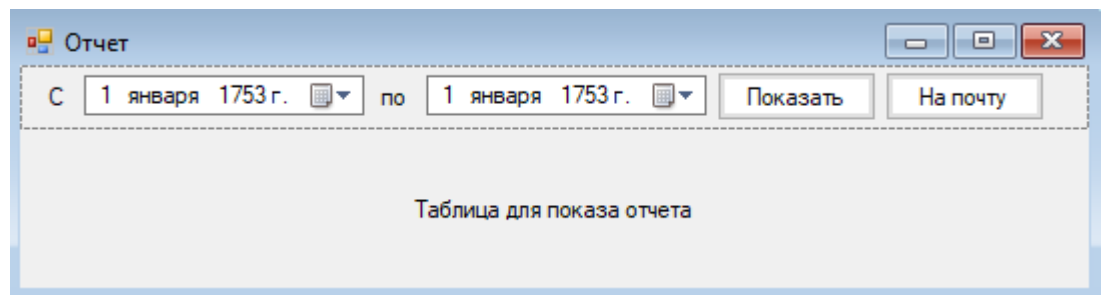 Отчет
С 1 января 1753 г. по 1 января 1753 г. Показать На почту
Таблица для показа отчета